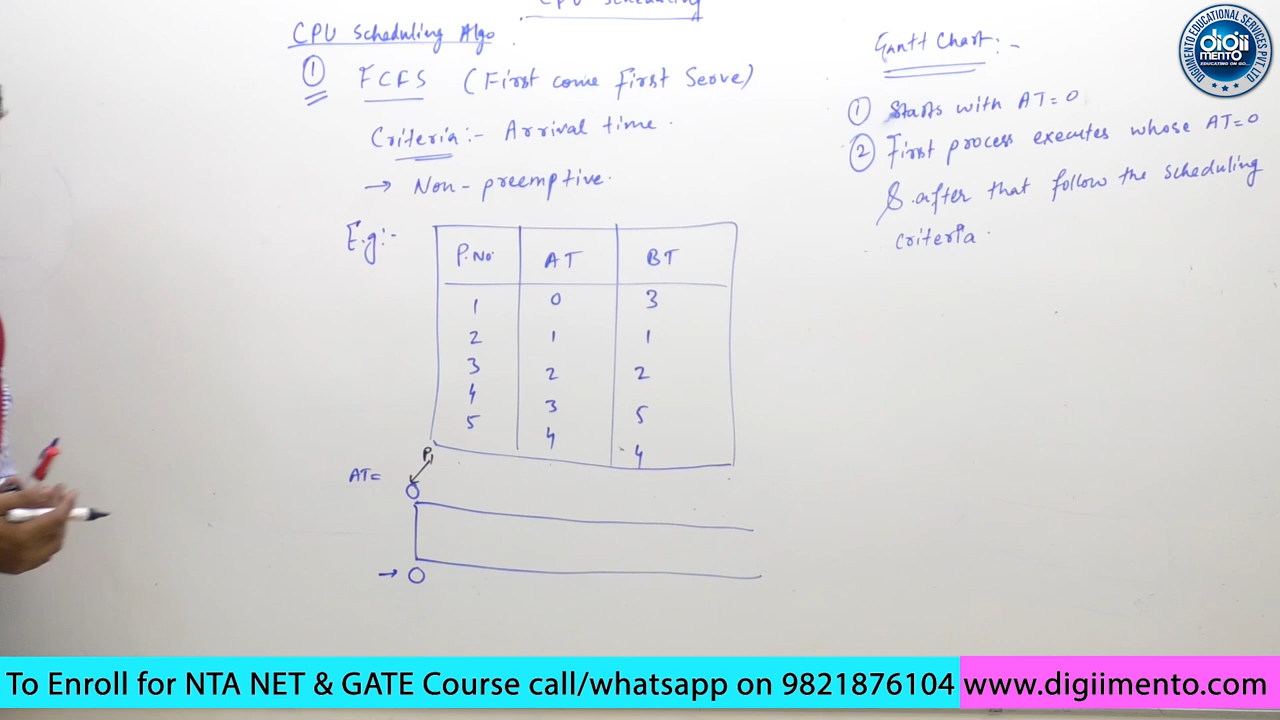 CPU Scheduling
CPU Scheduling Algo
① FCFS (First come First Serve)
Criteria:- Arrival time.
→ Non-preemptive.
E.g:-
P.No. AT BT
1 0 3
2 1 1
3 2 2
4 3 5
5 4 4
P1
AT= 0
→ 0
Gantt Chart:-
① Starts with AT=0
② First process executes whose AT=0
& after that follow the scheduling
criteria.
DIGIIMENTO EDUCATIONAL SERVICES PVT. LTD
digii
MENTO
EDUCATING ON GO...
To Enroll for NTA NET & GATE Course call/whatsapp on 9821876104 www.digiimento.com